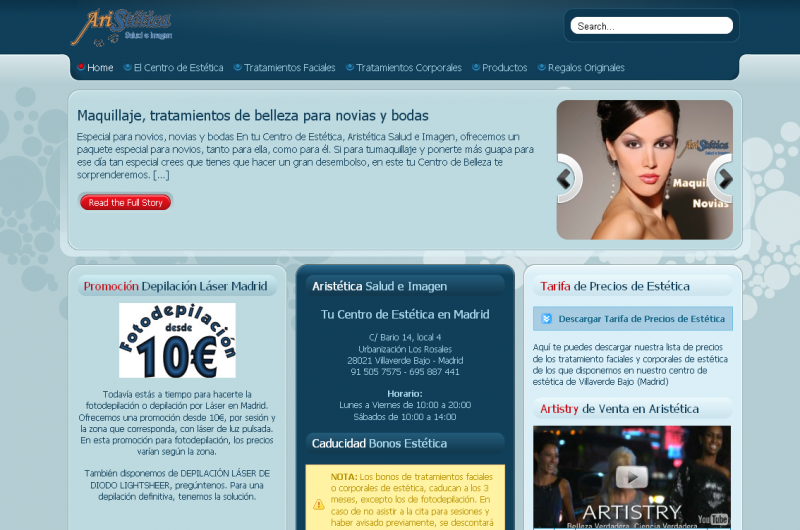 AriStética
Salud e Imagen
Search...
Home
El Centro de Estética
Tratamientos Faciales
Tratamientos Corporales
Productos
Regalos Originales
Maquillaje, tratamientos de belleza para novias y bodas
Especial para novios, novias y bodas En tu Centro de Estética, Aristética Salud e Imagen, ofrecemos un
paquete especial para novios, tanto para ella, como para él. Si para tumaquillaje y ponerte más guapa para
ese día tan especial crees que tienes que hacer un gran desembolso, en este tu Centro de Belleza te
sorprenderemos. [...]
Read the Full Story
AriStética
Salud e Imagen
Maqui
Novias
Promoción Depilación Láser Madrid
Fotodepilación
desde
10€
Todavía estás a tiempo para hacerte la
fotodepilación o depilación por Láser en Madrid.
Ofrecemos una promoción desde 10€, por sesión y
la zona que corresponda, con láser de luz pulsada.
En esta promoción para fotodepilación, los precios
varían según la zona.
También disponemos de DEPILACIÓN LÁSER DE
DIODO LIGHTSHEER, pregúntenos. Para una
depilación definitiva, tenemos la solución.
Aristética Salud e Imagen
Tu Centro de Estética en Madrid
C/ Bario 14, local 4
Urbanización Los Rosales
28021 Villaverde Bajo - Madrid
91 505 7575 - 695 887 441
Horario:
Lunes a Viernes de 10:00 a 20:00
Sábados de 10:00 a 14:00
Caducidad Bonos Estética
NOTA: Los bonos de tratamientos faciales
o corporales de estética, caducan a los 3
meses, excepto los de fotodepilación. En
caso de no asistir a la cita para sesiones y
haber avisado previamente, se descontará
Tarifa de Precios de Estética
Descargar Tarifa de Precios de Estética
Aquí te puedes descargar nuestra lista de precios
de los tratamiento faciales y corporales de estética
de los que disponemos en nuestro centro de
estética de Villaverde Bajo (Madrid)
Artistry de Venta en Aristética
ARTISTRY
Belleza Verdadera. Ciencia Verdadera
YouTube